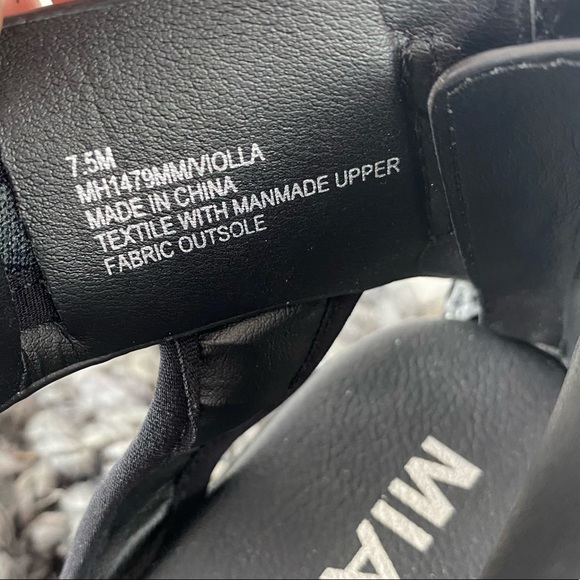 7.5M
MH1479MM/VIOLLA
MADE IN CHINA
TEXTILE WITH MANMADE UPPER
FABRIC OUTSOLE
MIA